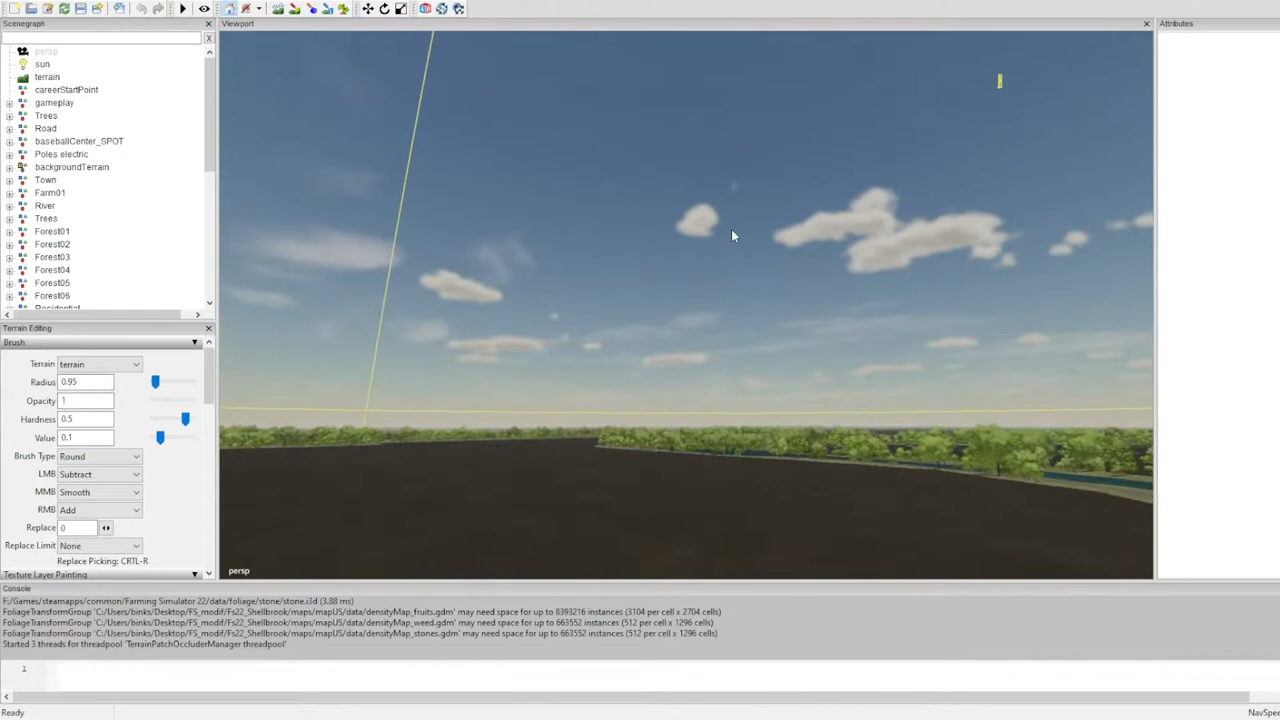 Scenegraph
Viewport
Attributes
X
persp
sun
terrain
careerStartPoint
gameplay
Trees
Road
baseballCenter_SPOT
Poles electric
backgroundTerrain
Town
Farm01
River
Trees
Forest01
Forest02
Forest03
Forest04
Forest05
Forest06
Residential
Terrain Editing
Brush
Terrain terrain
Radius 0.95
Opacity 1
Hardness 0.5
Value 0.1
Brush Type Round
LMB Subtract
MMB Smooth
RMB Add
Replace 0
Replace Limit None
Replace Picking: CRTL-R
Texture Layer Painting
persp
Console
F:/Games/steamapps/common/Farming Simulator 22/data/foliage/stone/stone.i3d (3.88 ms)
FoliageTransformGroup 'C:/Users/binks/Desktop/FS_modif/Fs22_Shellbrook/maps/mapUS/data/densityMap_fruits.gdm' may need space for up to 8393216 instances (3104 per cell x 2704 cells)
FoliageTransformGroup 'C:/Users/binks/Desktop/FS_modif/Fs22_Shellbrook/maps/mapUS/data/densityMap_weed.gdm' may need space for up to 663552 instances (512 per cell x 1296 cells)
FoliageTransformGroup 'C:/Users/binks/Desktop/FS_modif/Fs22_Shellbrook/maps/mapUS/data/densityMap_stones.gdm' may need space for up to 663552 instances (512 per cell x 1296 cells)
Started 3 threads for threadpool 'TerrainPatchOccluderManager threadpool'
1
Ready
NavSpee